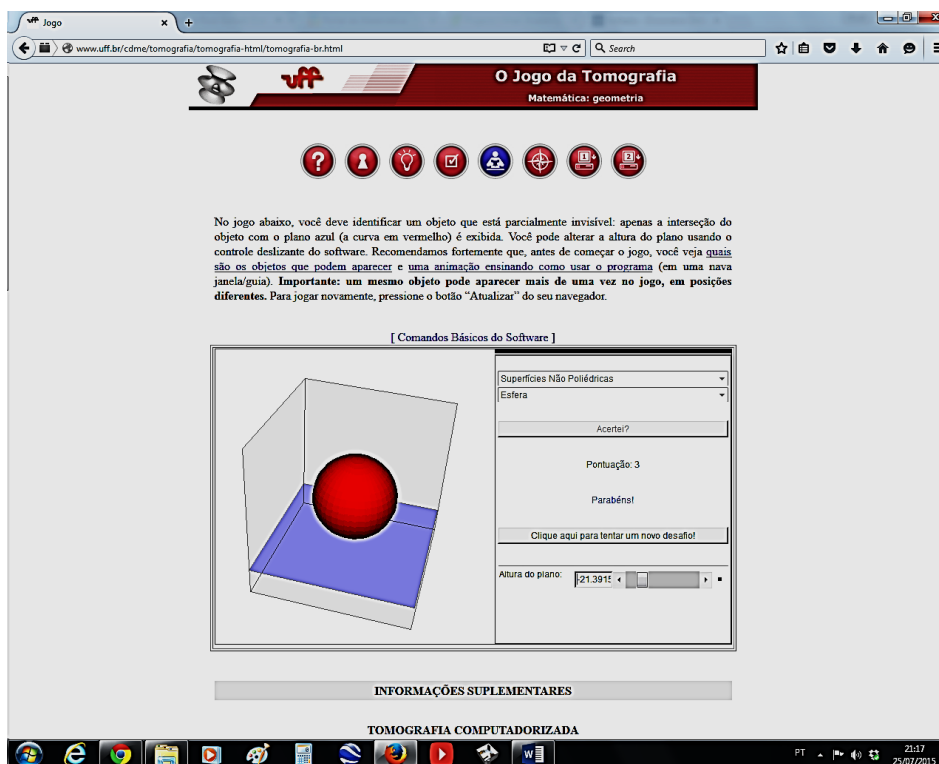 Jogo
www.uff.br/cdme/tomografia/tomografia-html/tomografia-br.html
Search
uff
O Jogo da Tomografia
Matemática: geometria
?
1
2
No jogo abaixo, você deve identificar um objeto que está parcialmente invisível: apenas a interseção do
objeto com o plano azul (a curva em vermelho) é exibida. Você pode alterar a altura do plano usando o
controle deslizante do software. Recomendamos fortemente que, antes de começar o jogo, você veja quais
são os objetos que podem aparecer e uma animação ensinando como usar o programa (em uma nava
janela/guia). Importante: um mesmo objeto pode aparecer mais de uma vez no jogo, em posições
diferentes. Para jogar novamente, pressione o botão “Atualizar” do seu navegador.
[ Comandos Básicos do Software ]
Superfícies Não Poliédricas
Esfera
Acertei?
Pontuação: 3
Parabéns!
Clique aqui para tentar um novo desafio!
Altura do plano:
-21.3915
INFORMAÇÕES SUPLEMENTARES
TOMOGRAFIA COMPUTADORIZADA
PT
21:17
25/07/2015